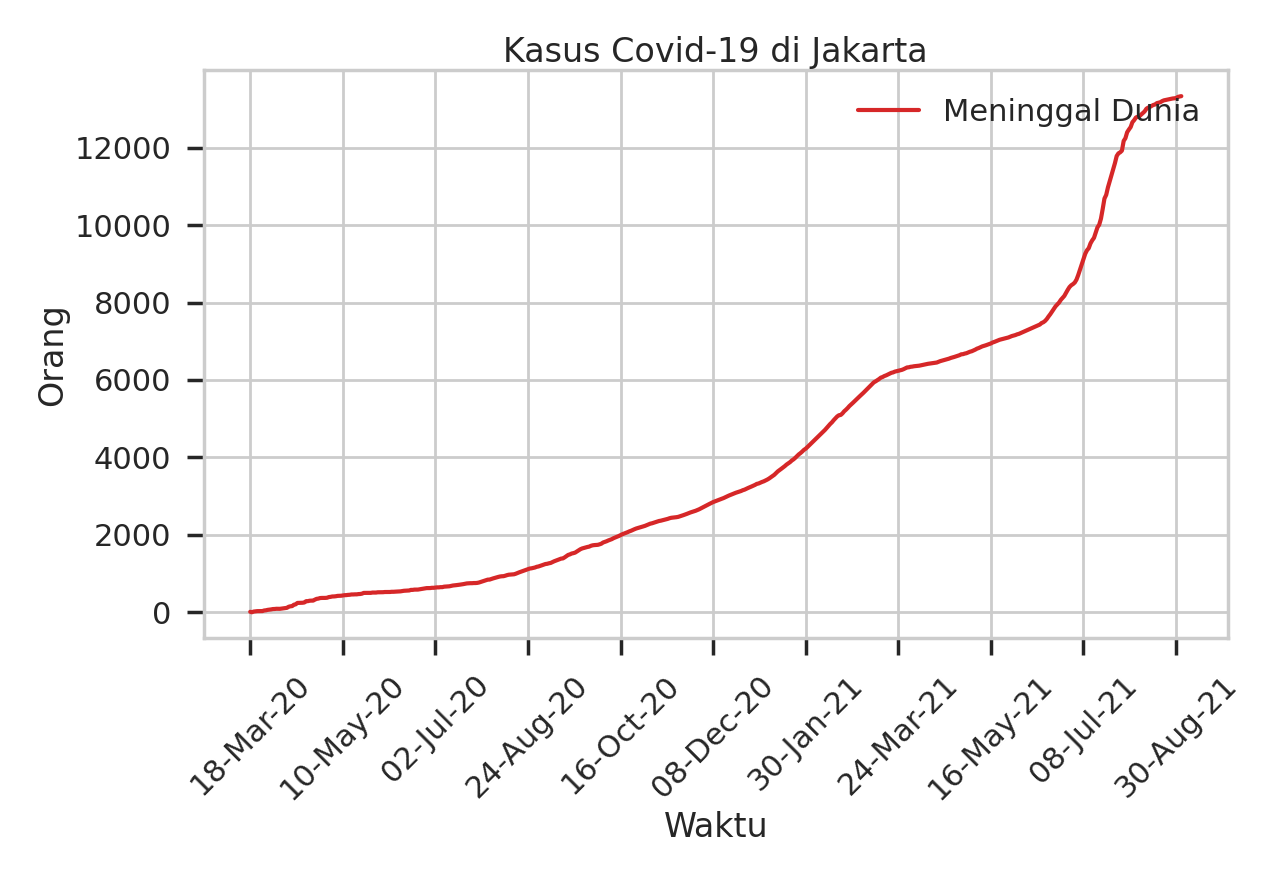 Kasus Covid-19 di Jakarta
Meninggal Dunia
12000
10000
8000
6000
4000
2000
0
Orang
18-Mar-20
10-May-20
02-Jul-20
24-Aug-20
16-Oct-20
08-Dec-20
30-Jan-21
24-Mar-21
16-May-21
08-Jul-21
30-Aug-21
Waktu